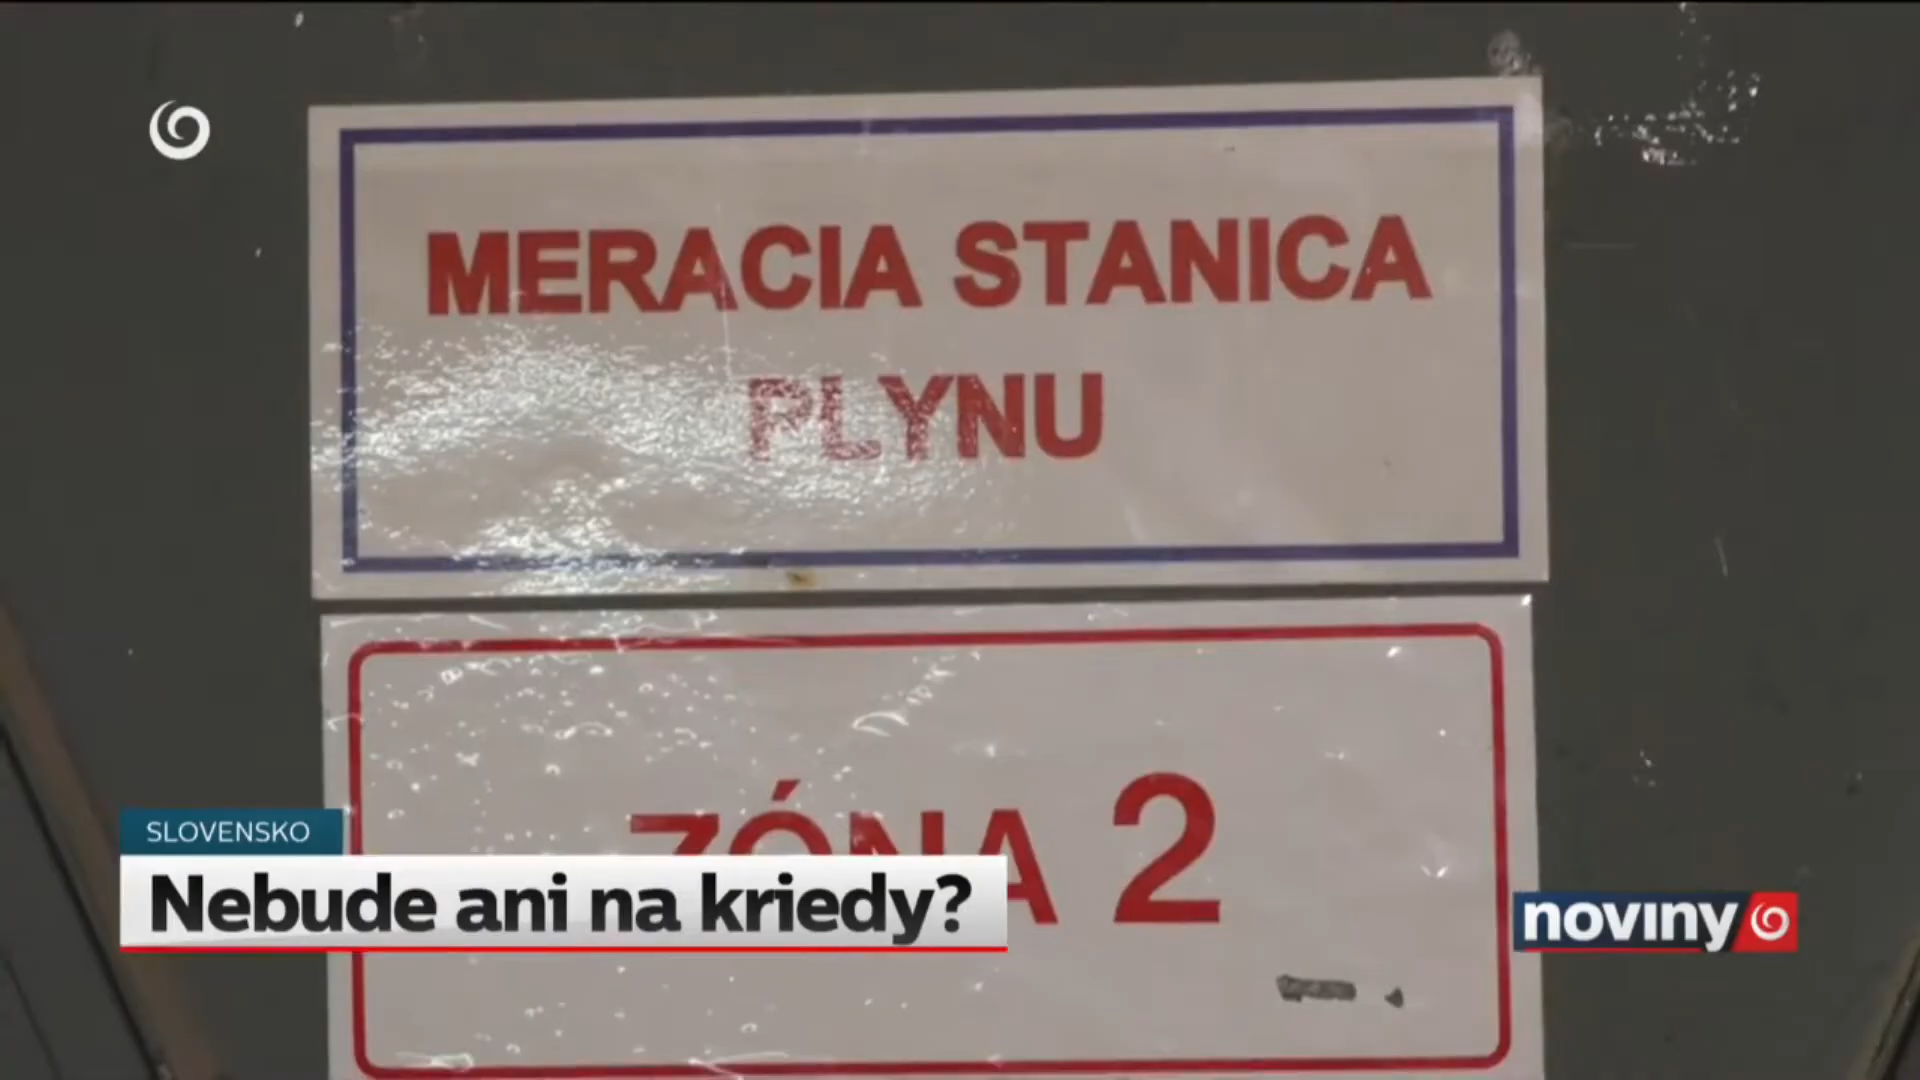 MERACIA STANICA
PLYNU
ZÓNA 2
SLOVENSKO
Nebude ani na kriedy?
noviny